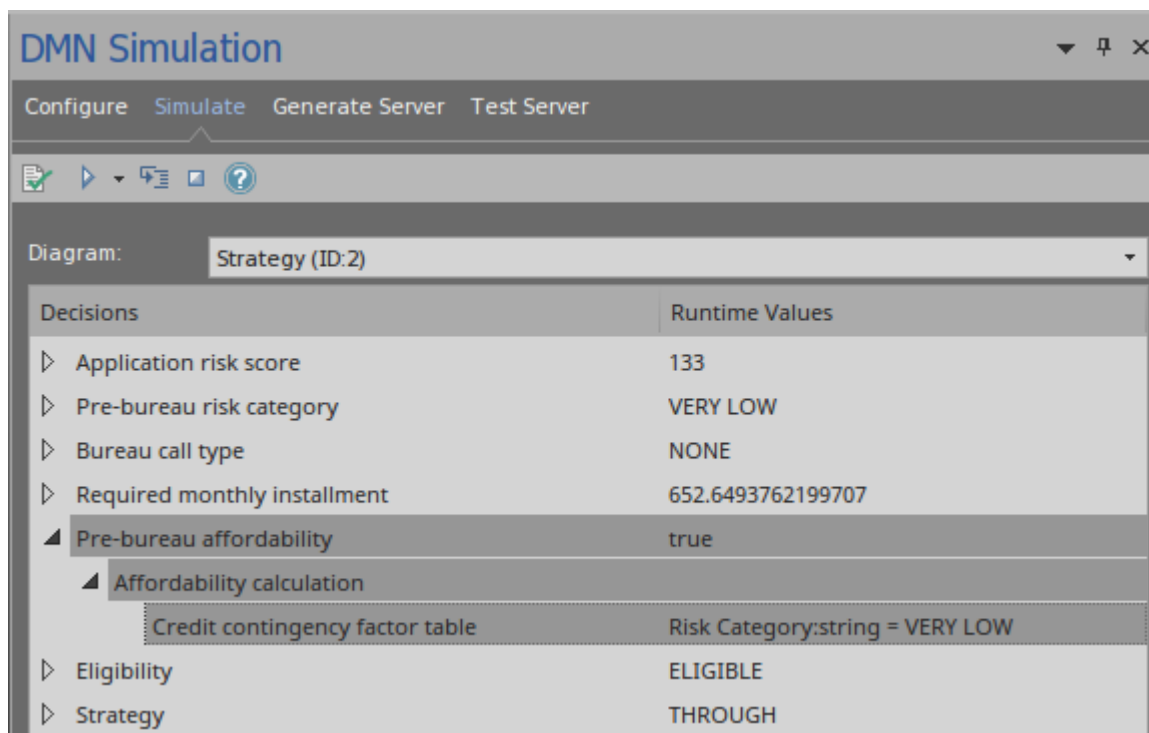 DMN Simulation
Configure Simulate Generate Server Test Server
Diagram: Strategy (ID:2)
Decisions Runtime Values
Application risk score 133
Pre-bureau risk category VERY LOW
Bureau call type NONE
Required monthly installment 652.6493762199707
Pre-bureau affordability true
Affordability calculation
Credit contingency factor table Risk Category:string = VERY LOW
Eligibility ELIGIBLE
Strategy THROUGH